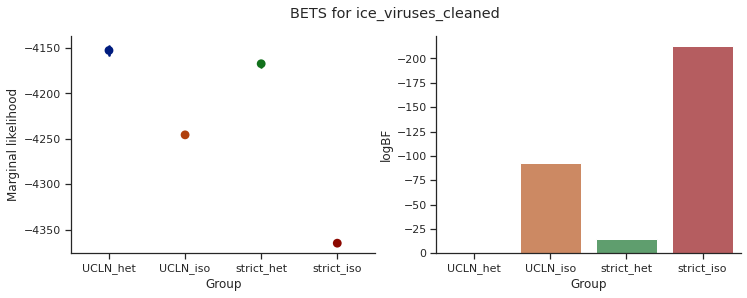 BETS for ice_viruses_cleaned
Marginal likelihood
−4150
−4200
−4250
−4300
−4350
UCLN_het
UCLN_iso
strict_het
strict_iso
Group
logBF
−200
−175
−150
−125
−100
−75
−50
−25
0
UCLN_het
UCLN_iso
strict_het
strict_iso
Group